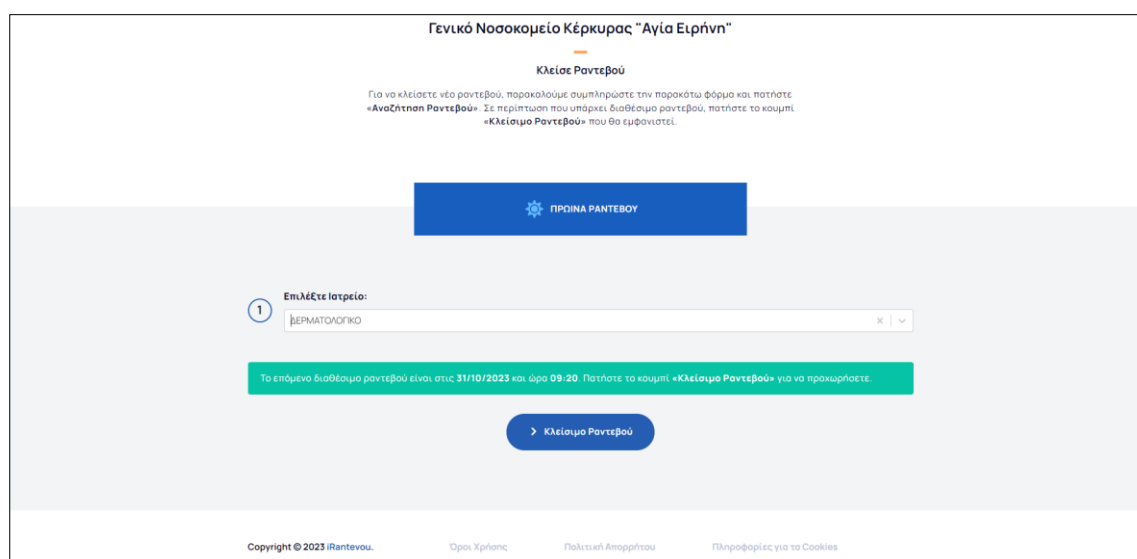 Γενικό Νοσοκομείο Κέρκυρας "Αγία Ειρήνη"
Κλείσε Ραντεβού
Για να κλείσετε νέο ραντεβού, παρακαλούμε συμπληρώστε την παρακάτω φόρμα και πατήστε
«Αναζήτηση Ραντεβού». Σε περίπτωση που υπάρχει διαθέσιμο ραντεβού, πατήστε το κουμπί
«Κλείσιμο Ραντεβού» που θα εμφανιστεί.
ΠΡΩΙΝΑ ΡΑΝΤΕΒΟΥ
Επιλέξτε Ιατρείο:
1
ΔΕΡΜΑΤΟΛΟΓΙΚΟ
Το επόμενο διαθέσιμο ραντεβού είναι στις 31/10/2023 και ώρα 09:20. Πατήστε το κουμπί «Κλείσιμο Ραντεβού» για να προχωρήσετε.
Κλείσιμο Ραντεβού
Copyright © 2023 iRantevou. Όροι Χρήσης Πολιτική Απορρήτου Πληροφορίες για τα Cookies